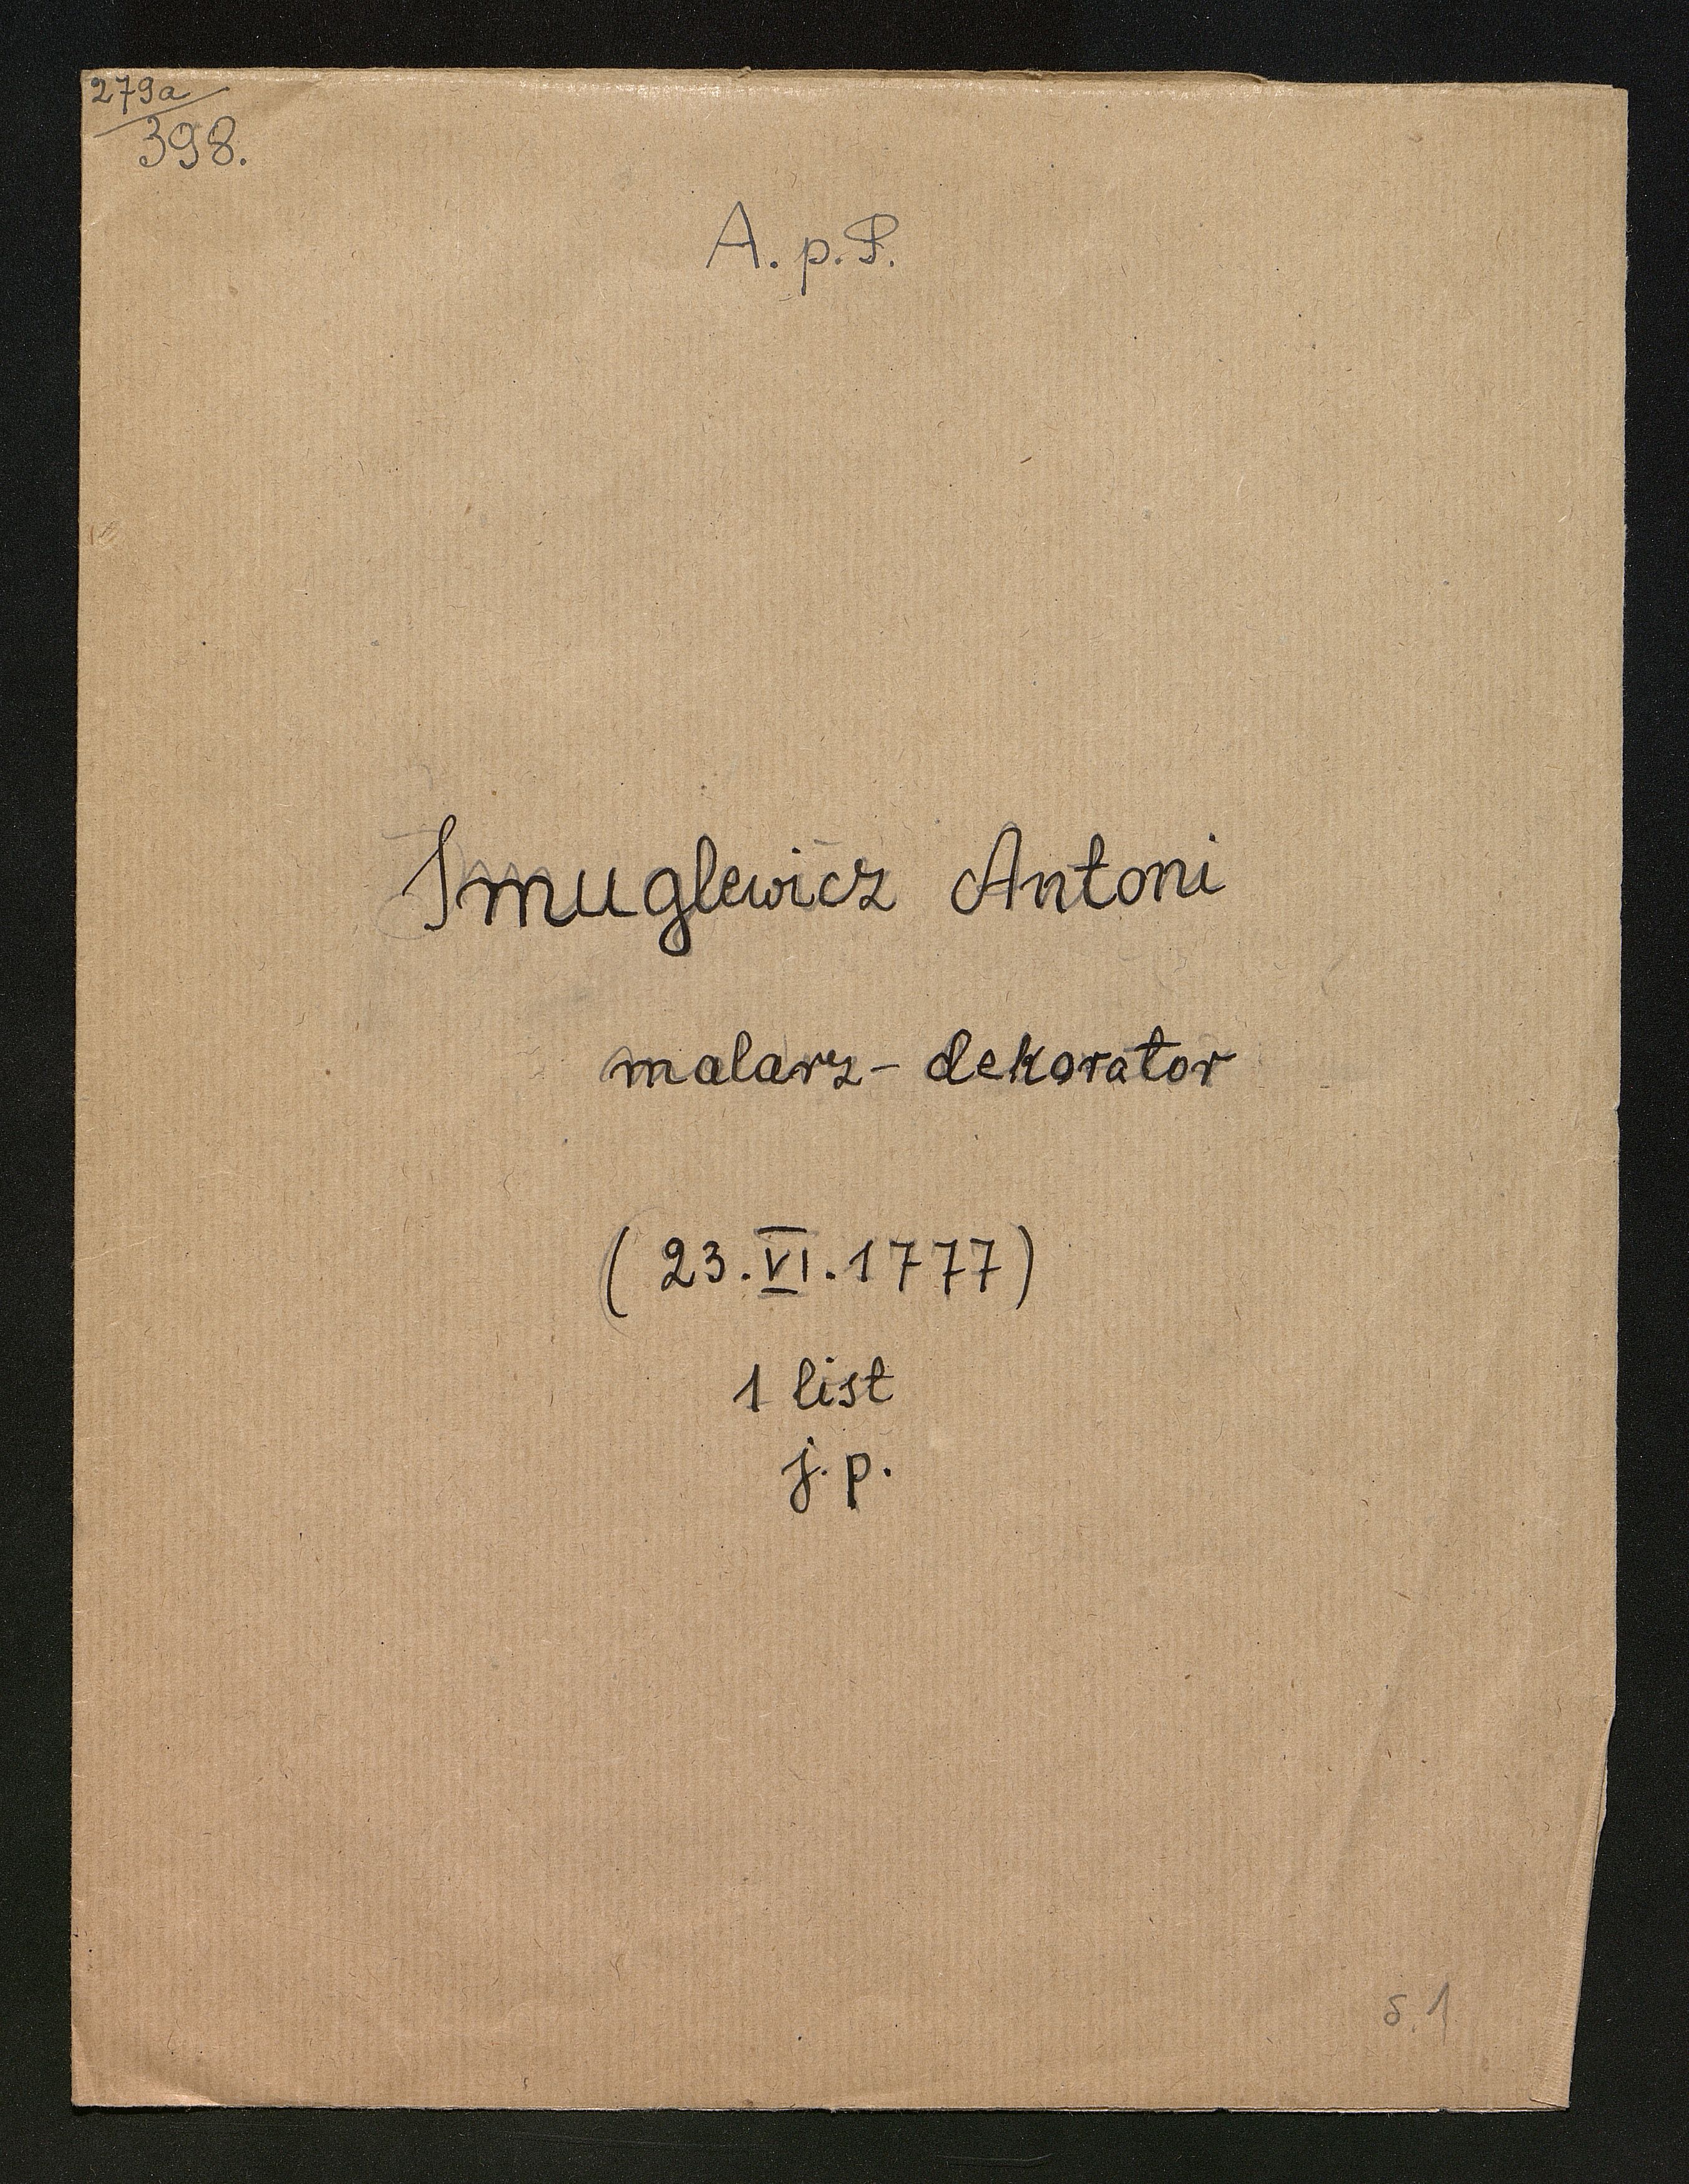 279a
398.
A. p. P.
Smuglewicz Antoni
malarz - dekorator
( 23. VI. 1777)
1 list
j. p.
s. 1